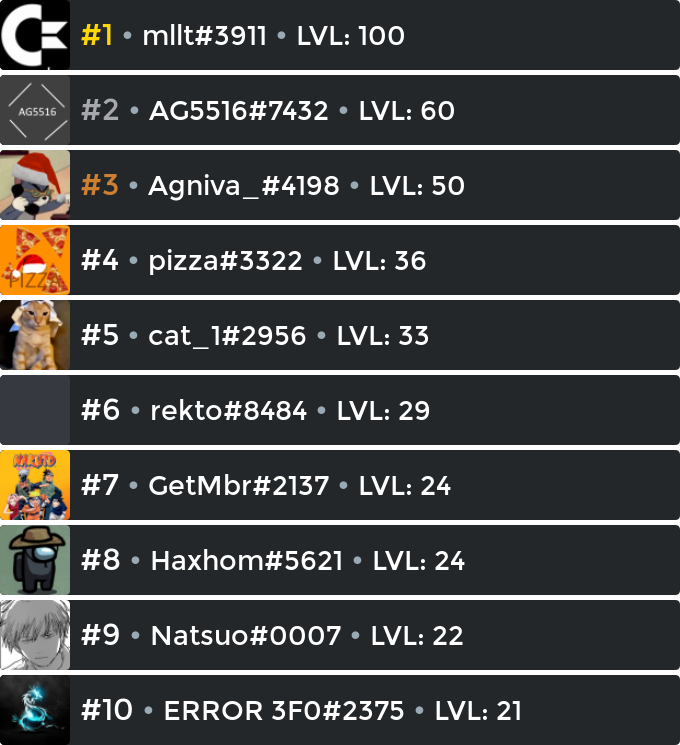 #1 • mllt#3911 • LVL: 100
AG5516
#2 • AG5516#7432 • LVL: 60
#3 • Agniva_#4198 • LVL: 50
PIZZA
#4 • pizza#3322 • LVL: 36
#5 • cat_1#2956 • LVL: 33
#6 • rekto#8484 • LVL: 29
NARUTO
#7 • GetMbr#2137 • LVL: 24
#8 • Haxhom#5621 • LVL: 24
#9 • Natsuo#0007 • LVL: 22
#10 • ERROR 3F0#2375 • LVL: 21